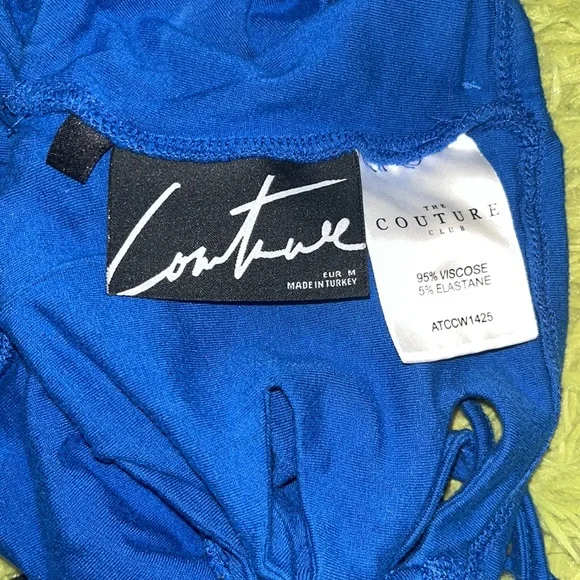 Couture
EUR M
MADE IN TURKEY
THE
COUTURE
CLUB
95% VISCOSE
5% ELASTANE
ATCCW1425